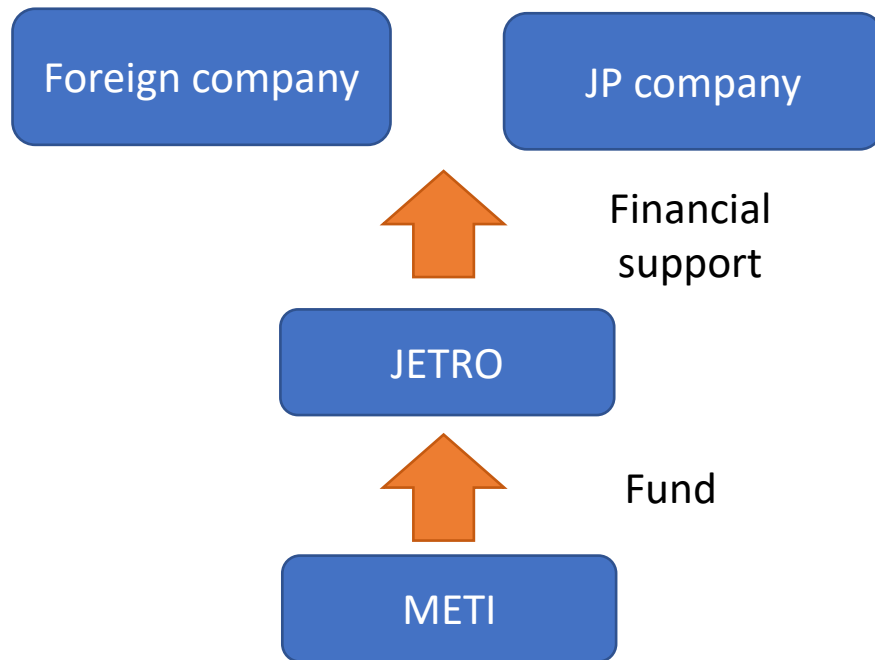 Foreign company
JP company
Financial
support
JETRO
Fund
METI